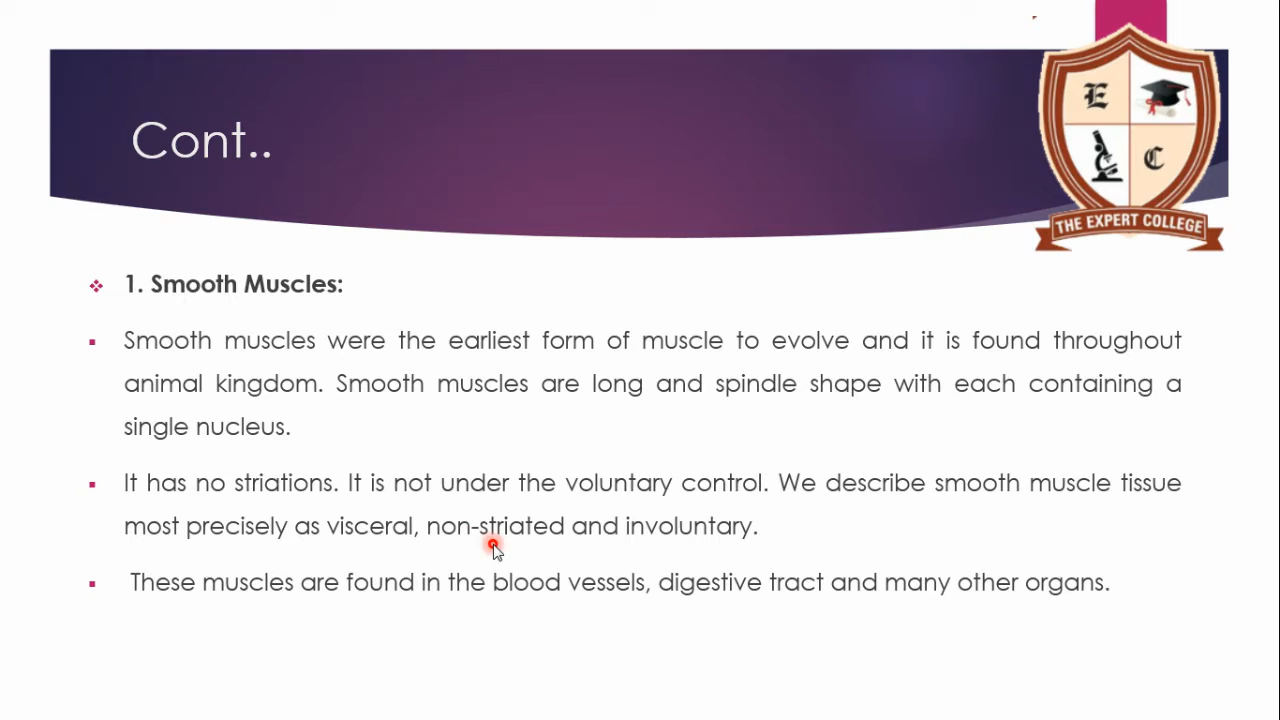 Cont..
E
C
THE EXPERT COLLEGE
1. Smooth Muscles:
Smooth muscles were the earliest form of muscle to evolve and it is found throughout
animal kingdom. Smooth muscles are long and spindle shape with each containing a
single nucleus.
It has no striations. It is not under the voluntary control. We describe smooth muscle tissue
most precisely as visceral, non-striated and involuntary.
These muscles are found in the blood vessels, digestive tract and many other organs.